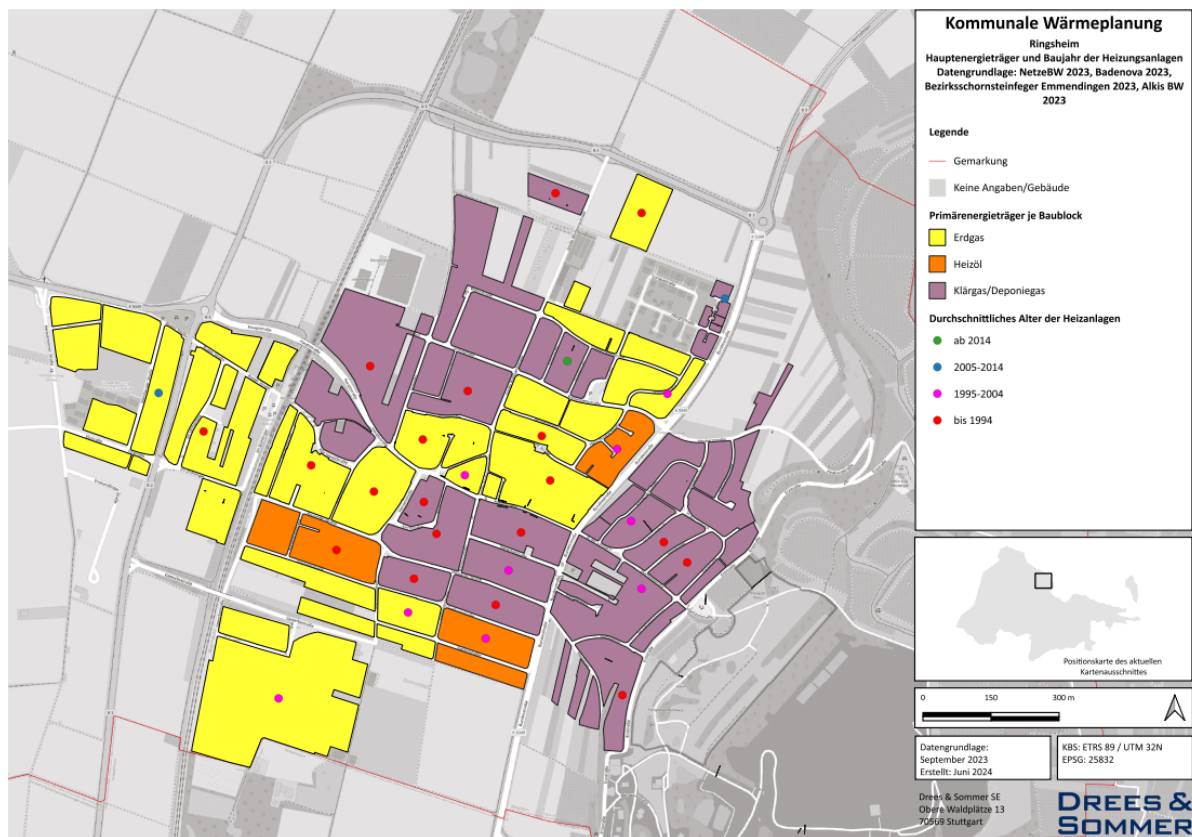 Kommunale Wärmeplanung
Ringsheim
Hauptenergieträger und Baujahr der Heizungsanlagen
Datengrundlage: NetzeBW 2023, Badenova 2023,
Bezirksschornsteinfeger Emmendingen 2023, Alkis BW
2023
Legende
Gemarkung
Keine Angaben/Gebäude
Primärenergieträger je Baublock
Erdgas
Heizöl
Klärgas/Deponiegas
Durchschnittliches Alter der Heizanlagen
ab 2014
2005-2014
1995-2004
bis 1994
Positionskarte des aktuellen
Kartenausschnittes
0 150 300 m
Datengrundlage:
September 2023
Erstellt: Juni 2024
KBS: ETRS 89 / UTM 32N
EPSG: 25832
Drees & Sommer SE
Obere Waldplätze 13
70569 Stuttgart
DREES &
SOMMER